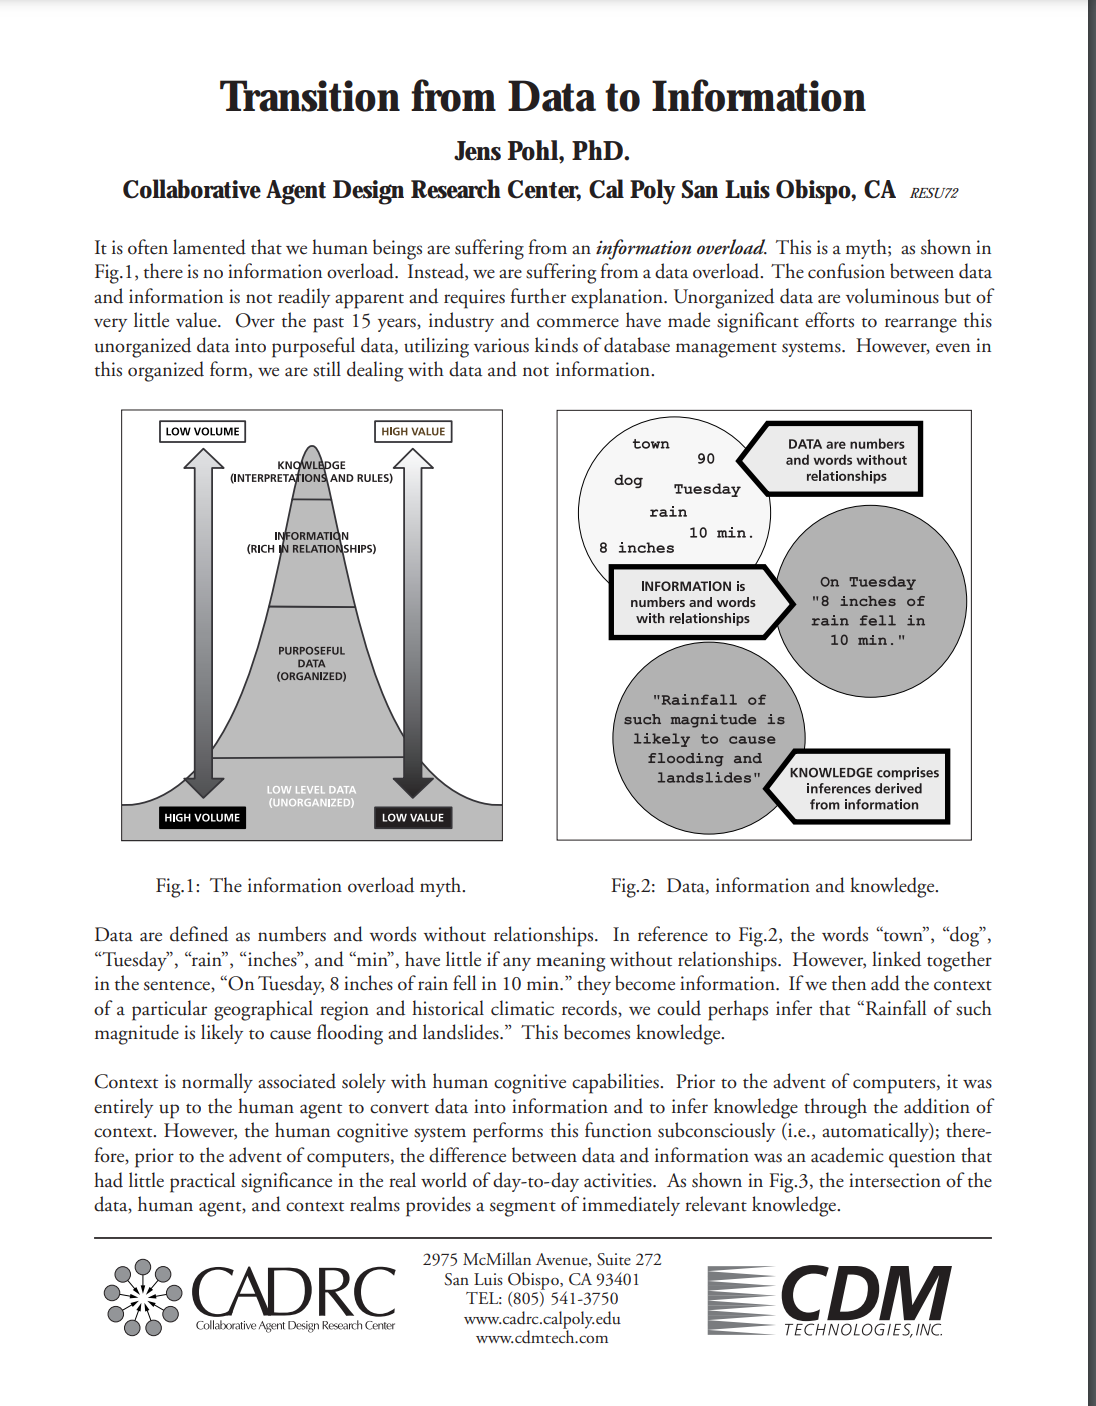 Transition from Data to Information
Jens Pohl, PhD.
Collaborative Agent Design Research Center, Cal Poly San Luis Obispo, CA RESU72
It is often lamented that we human beings are suffering from an information overload. This is a myth; as shown in
Fig.1, there is no information overload. Instead, we are suffering from a data overload. The confusion between data
and information is not readily apparent and requires further explanation. Unorganized data are voluminous but of
very little value. Over the past 15 years, industry and commerce have made significant efforts to rearrange this
unorganized data into purposeful data, utilizing various kinds of database management systems. However, even in
this organized form, we are still dealing with data and not information.
LOW VOLUME
HIGH VALUE
KNOWLEDGE
(INTERPRETATIONS AND RULES)
INFORMATION
(RICH IN RELATIONSHIPS)
PURPOSEFUL
DATA
(ORGANIZED)
LOW LEVEL DATA
(UNORGANIZED)
HIGH VOLUME
LOW VALUE
town
90
dog
Tuesday
rain
10 min.
8 inches
DATA are numbers
and words without
relationships
INFORMATION is
numbers and words
with relationships
On Tuesday
"8 inches of
rain fell in
10 min."
"Rainfall of
such magnitude is
likely to cause
flooding and
landslides"
KNOWLEDGE comprises
inferences derived
from information
Fig.1: The information overload myth.
Fig.2: Data, information and knowledge.
Data are defined as numbers and words without relationships. In reference to Fig.2, the words “town”, “dog”,
“Tuesday”, “rain”, “inches”, and “min”, have little if any meaning without relationships. However, linked together
in the sentence, “On Tuesday, 8 inches of rain fell in 10 min.” they become information. If we then add the context
of a particular geographical region and historical climatic records, we could perhaps infer that “Rainfall of such
magnitude is likely to cause flooding and landslides.” This becomes knowledge.
Context is normally associated solely with human cognitive capabilities. Prior to the advent of computers, it was
entirely up to the human agent to convert data into information and to infer knowledge through the addition of
context. However, the human cognitive system performs this function subconsciously (i.e., automatically); there-
fore, prior to the advent of computers, the difference between data and information was an academic question that
had little practical significance in the real world of day-to-day activities. As shown in Fig.3, the intersection of the
data, human agent, and context realms provides a segment of immediately relevant knowledge.
CADRC
Collaborative Agent Design Research Center
2975 McMillan Avenue, Suite 272
San Luis Obispo, CA 93401
TEL: (805) 541-3750
www.cadrc.calpoly.edu
www.cdmtech.com
CDM
TECHNOLOGIES, INC.